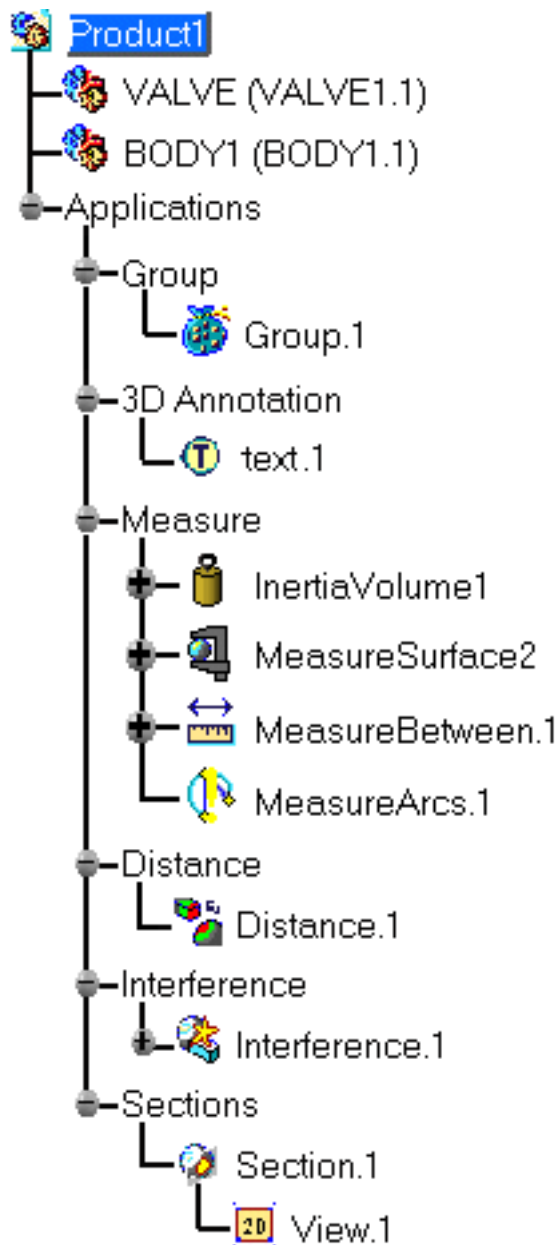 Product1
VALVE (VALVE1.1)
BODY1 (BODY1.1)
Applications
Group
Group.1
3D Annotation
T text.1
Measure
InertiaVolume1
MeasureSurface2
MeasureBetween.1
MeasureArcs.1
Distance
Distance.1
Interference
Interference.1
Sections
Section.1
2D View.1